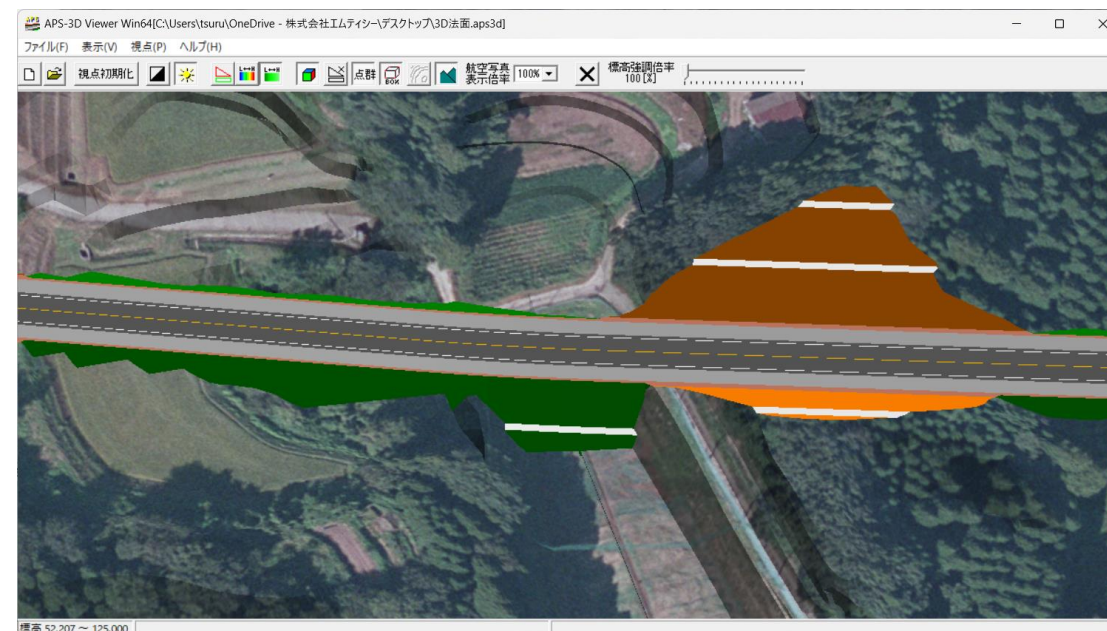 APS-3D Viewer Win64[C:\Users\tsuru\OneDrive - 株式会社エムティシー\デスクトップ\3D法面.aps3d]
ファイル(F) 表示(V) 視点(P) ヘルプ(H)
視点初期化
L⟷H
L⟷H
点群
BOX
航空写真
表示倍率
100%
標高強調倍率
100 [%]
標高 52.207 ～ 125.000